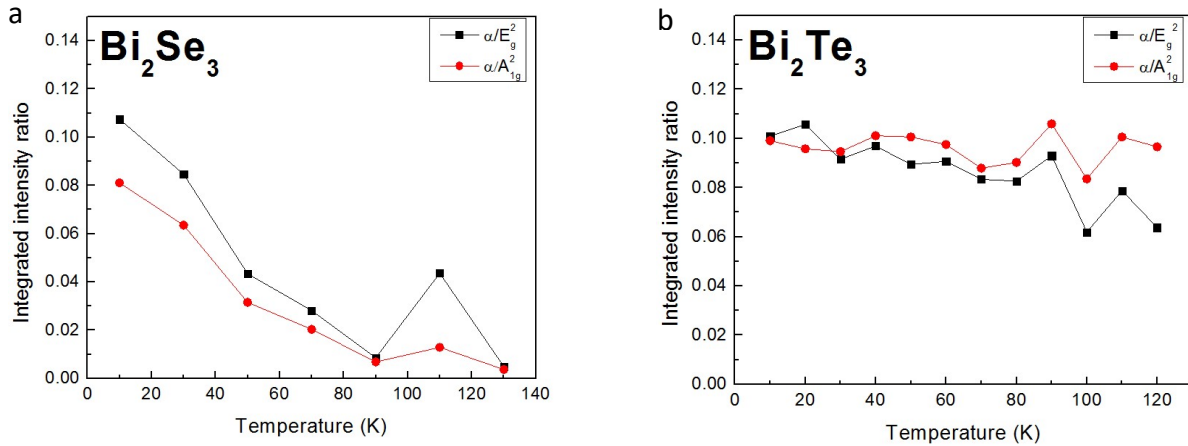 a
Bi2Se3
α/E²g
α/A²1g
0.14
0.12
0.10
0.08
0.06
0.04
0.02
0.00
Integrated intensity ratio
0 20 40 60 80 100 120 140
Temperature (K)
b
Bi2Te3
α/E²g
α/A²1g
0.14
0.12
0.10
0.08
0.06
0.04
0.02
0.00
Integrated intensity ratio
0 20 40 60 80 100 120
Temperature (K)